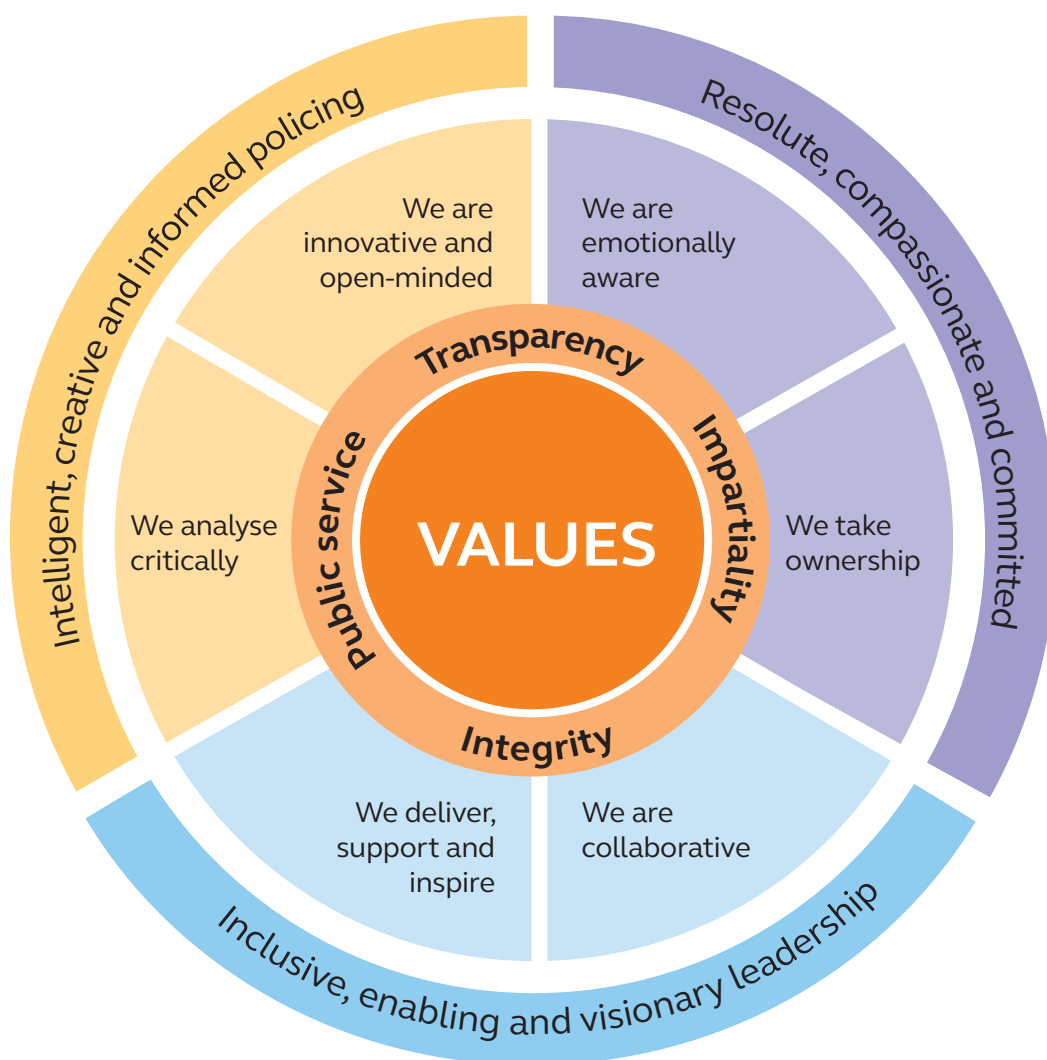 Intelligent, creative and informed policing
Resolute, compassionate and committed
We are
innovative and
open-minded
We are
emotionally
aware
Transparency
Public service
Impartiality
VALUES
We analyse
critically
We take
ownership
Integrity
We deliver,
support and
inspire
We are
collaborative
Inclusive, enabling and visionary leadership